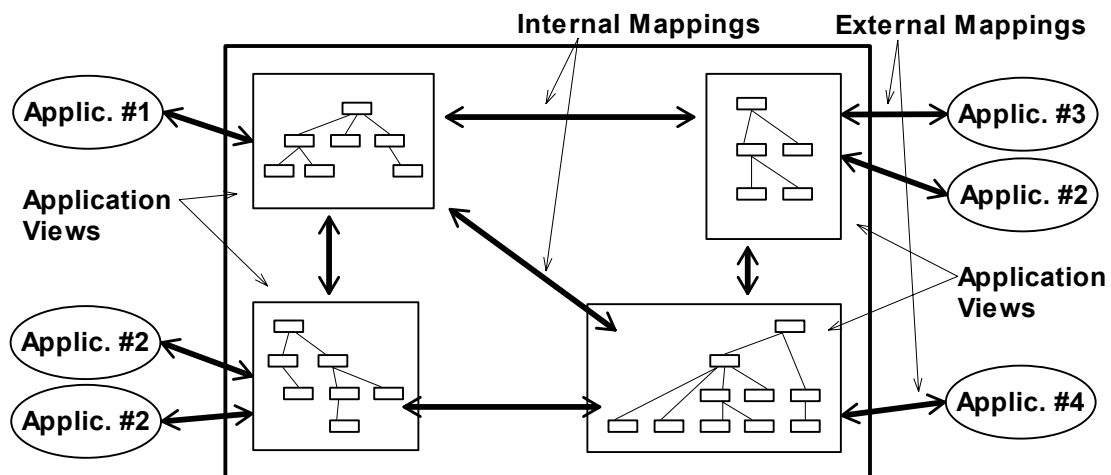 Internal Mappings
External Mappings
Applic. #1
Applic. #3
Application
Views
Applic. #2
Application
Views
Applic. #2
Applic. #2
Applic. #4